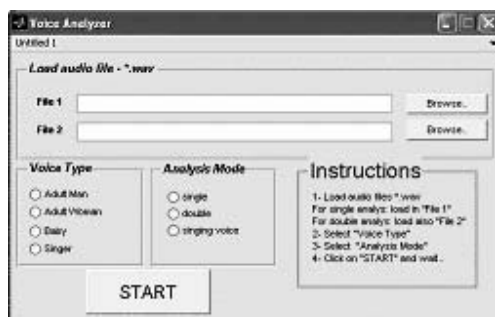 Voice Analyzer
Untitled 1
Load audio file - *.wav
File 1
Browse..
File 2
Browse..
Voice Type
Adult Man
Adult Woman
Baby
Singer
Analysis Mode
single
double
singing voice
Instructions
1- Load audio files *.wav
For single analys: load in "File 1"
For double analys: load also "File 2"
2- Select "Voice Type"
3- Select "Analysis Mode"
4- Click on "START" and wait..
START